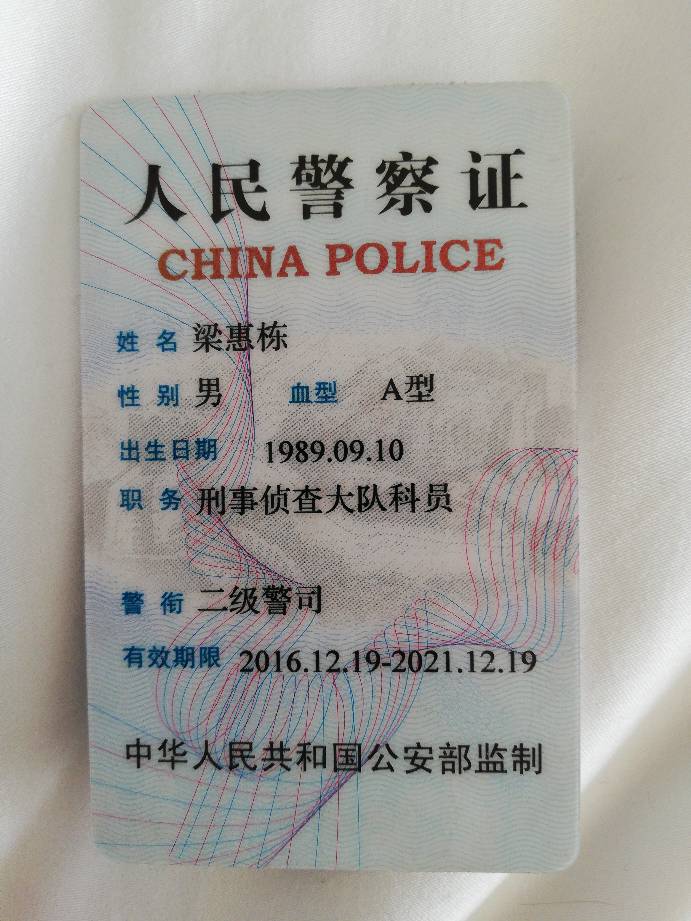 人民警察证
CHINA POLICE
姓名 梁惠栋
性别 男 血型 A型
出生日期 1989.09.10
职务 刑事侦查大队科员
警衔 二级警司
有效期限 2016.12.19-2021.12.19
中华人民共和国公安部监制